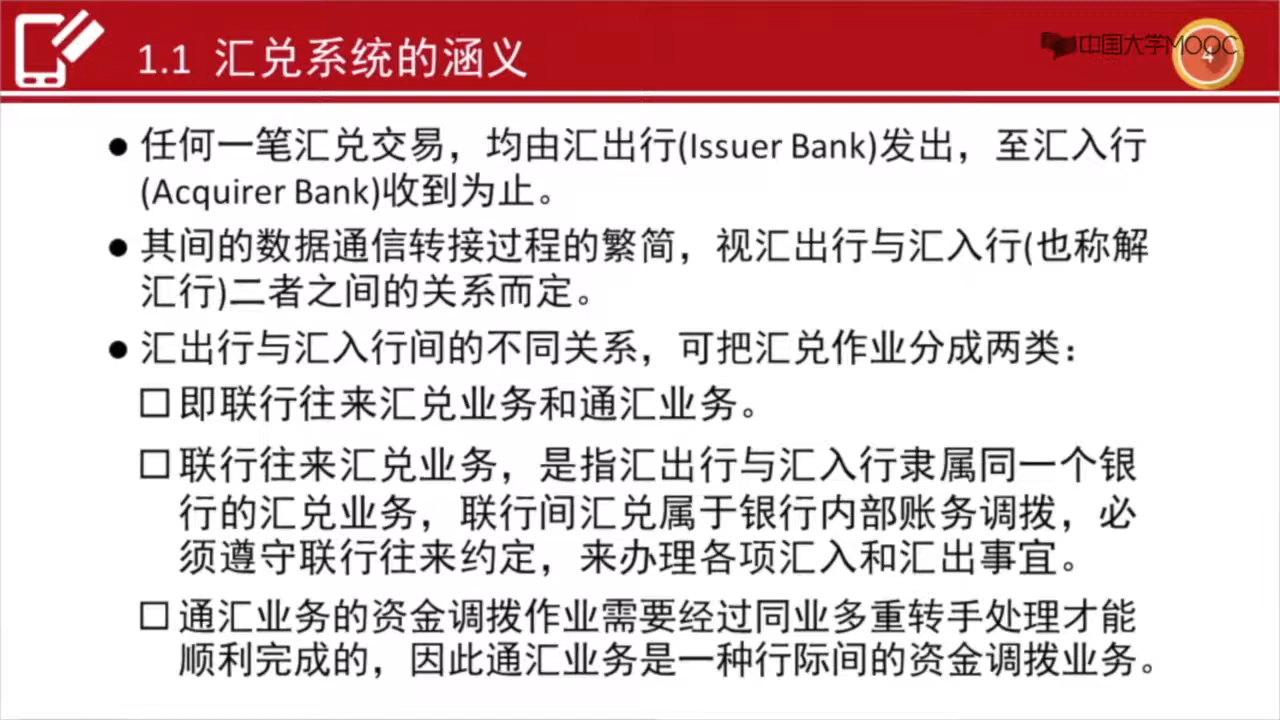 1.1 汇兑系统的涵义
中国大学MOOC
4
● 任何一笔汇兑交易，均由汇出行(Issuer Bank)发出，至汇入行
(Acquirer Bank)收到为止。
● 其间的数据通信转接过程的繁简，视汇出行与汇入行(也称解
汇行)二者之间的关系而定。
● 汇出行与汇入行间的不同关系，可把汇兑作业分成两类：
□ 即联行往来汇兑业务和通汇业务。
□ 联行往来汇兑业务，是指汇出行与汇入行隶属同一个银
行的汇兑业务，联行间汇兑属于银行内部账务调拨，必
须遵守联行往来约定，来办理各项汇入和汇出事宜。
□ 通汇业务的资金调拨作业需要经过同业多重转手处理才能
顺利完成的，因此通汇业务是一种行际间的资金调拨业务。